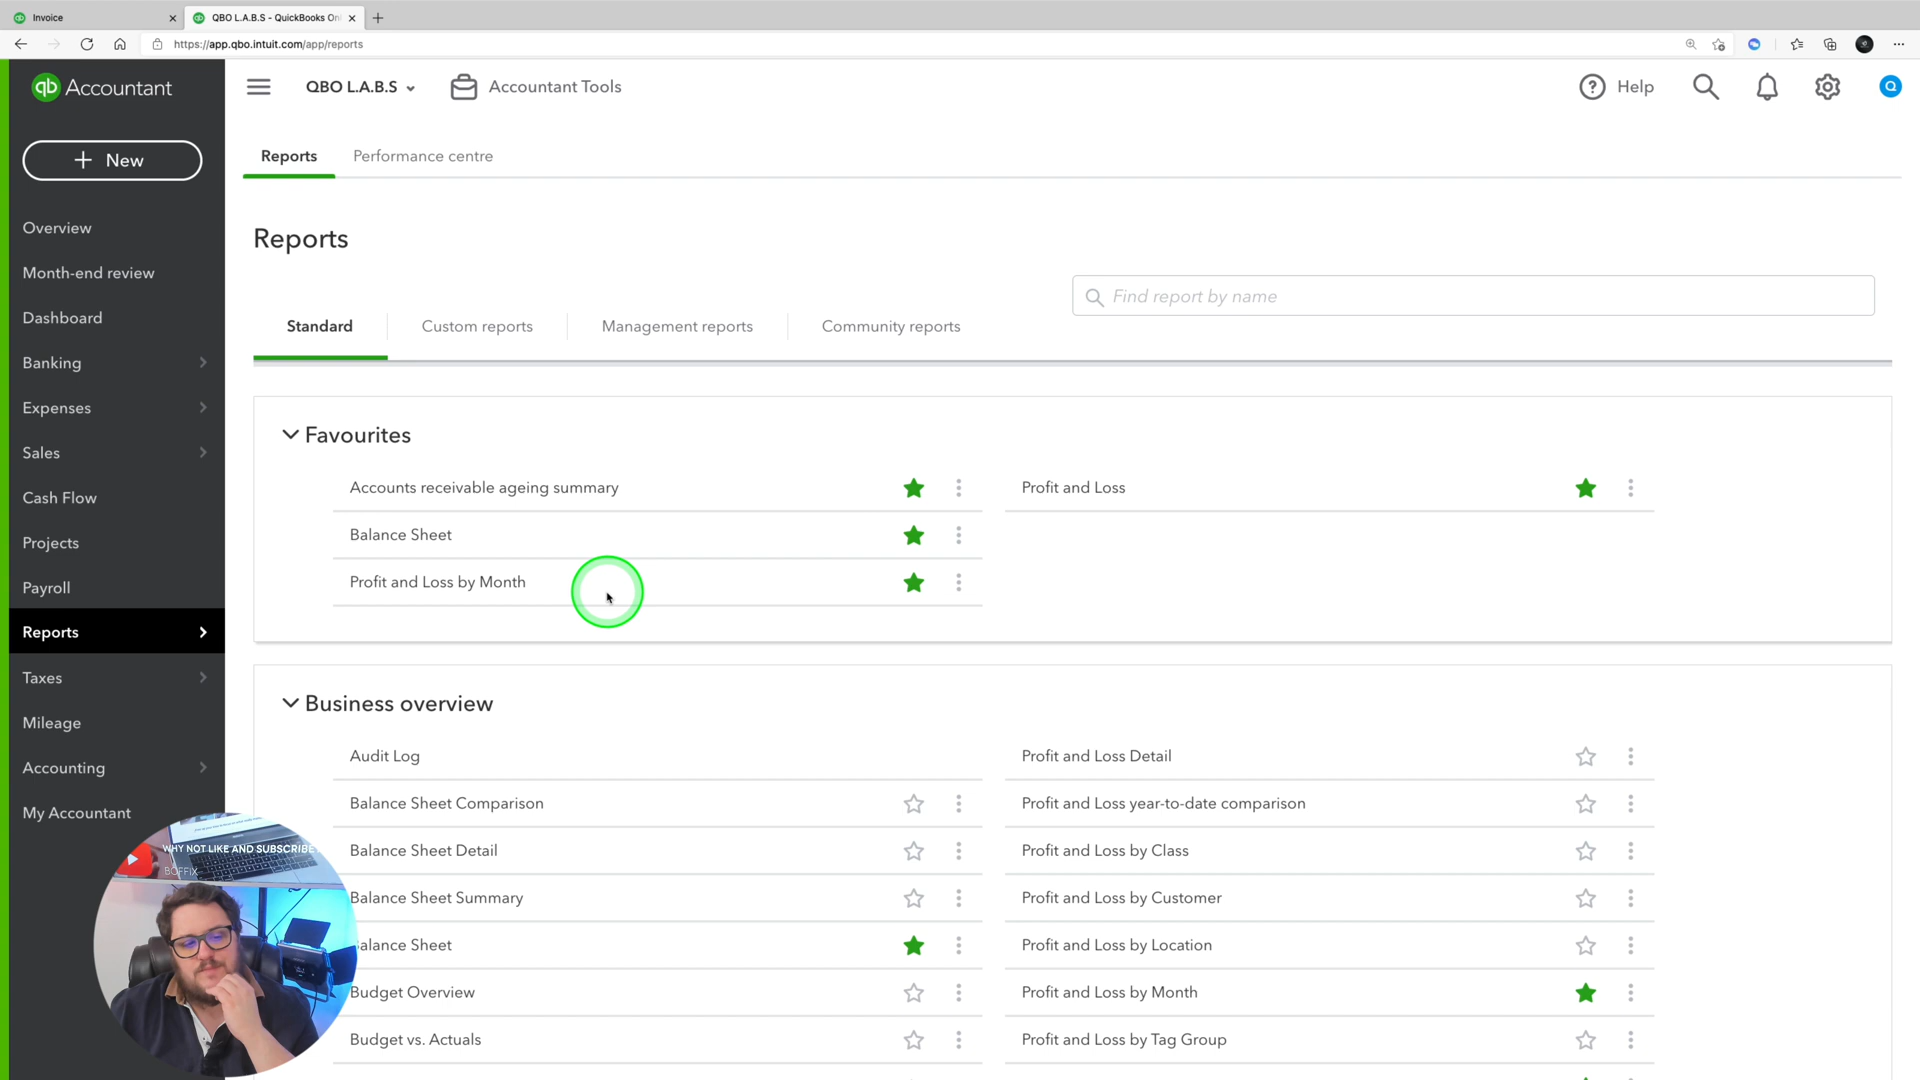 Invoice
QBO L.A.B.S - QuickBooks Onl
https://app.qbo.intuit.com/app/reports
qb Accountant
QBO L.A.B.S
Accountant Tools
Help
Q
+ New
Reports
Performance centre
Overview
Month-end review
Dashboard
Banking
Expenses
Sales
Cash Flow
Projects
Payroll
Reports
Taxes
Mileage
Accounting
My Accountant
Reports
Find report by name
Standard
Custom reports
Management reports
Community reports
Favourites
Accounts receivable ageing summary
Profit and Loss
Balance Sheet
Profit and Loss by Month
Business overview
Audit Log
Profit and Loss Detail
Balance Sheet Comparison
Profit and Loss year-to-date comparison
Balance Sheet Detail
Profit and Loss by Class
Balance Sheet Summary
Profit and Loss by Customer
Balance Sheet
Profit and Loss by Location
Budget Overview
Profit and Loss by Month
Budget vs. Actuals
Profit and Loss by Tag Group
WHY NOT LIKE AND SUBSCRIBE
BOFFIX